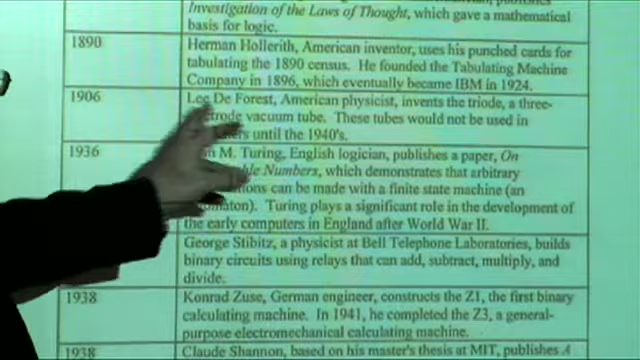 Investigation of the Laws of Thought, which gave a mathematical
basis for logic.
1890
Herman Hollerith, American inventor, uses his punched cards for
tabulating the 1890 census. He founded the Tabulating Machine
Company in 1896, which eventually became IBM in 1924.
1906
Lee De Forest, American physicist, invents the triode, a three-
vacuum tube. These tubes would not be used in
until the 1940's.
1936
M. Turing, English logician, publishes a paper, On
Numbers, which demonstrates that arbitrary
can be made with a finite state machine (an
Turing plays a significant role in the development of
the early computers in England after World War II.
George Stibitz, a physicist at Bell Telephone Laboratories, builds
binary circuits using relays that can add, subtract, multiply, and
divide.
1938
Konrad Zuse, German engineer, constructs the Z1, the first binary
calculating machine. In 1941, he completed the Z3, a general-
purpose electromechanical calculating machine.
1938
Claude Shannon, based on his master's thesis at MIT, publishes A